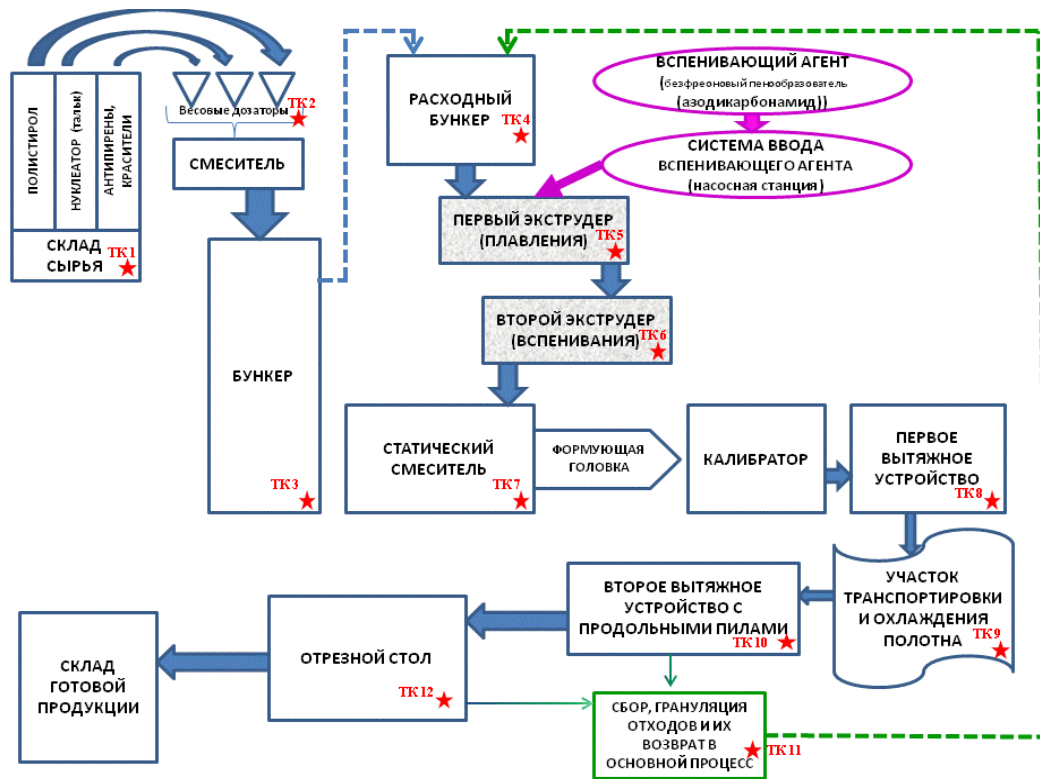 ПОЛИСТИРОЛ
НУКЛЕАТОР (тальк)
АНТИПИРЕНЫ,
КРАСИТЕЛИ
СКЛАД
СЫРЬЯ
ТК1
Весовые дозаторы
ТК2
СМЕСИТЕЛЬ
БУНКЕР
ТК3
РАСХОДНЫЙ
БУНКЕР
ТК4
ВСПЕНИВАЮЩИЙ АГЕНТ
(безфреоновый пенообразователь
(азодикарбонамид))
СИСТЕМА ВВОДА
ВСПЕНИВАЮЩЕГО АГЕНТА
(насосная станция)
ПЕРВЫЙ ЭКСТРУДЕР
(ПЛАВЛЕНИЯ)
ТК5
ВТОРОЙ ЭКСТРУДЕР
(ВСПЕНИВАНИЯ)
ТК6
СТАТИЧЕСКИЙ
СМЕСИТЕЛЬ
ТК7
ФОРМУЮЩАЯ
ГОЛОВКА
КАЛИБРАТОР
ПЕРВОЕ
ВЫТЯЖНОЕ
УСТРОЙСТВО
ТК8
УЧАСТОК
ТРАНСПОРТИРОВКИ
И ОХЛАЖДЕНИЯ
ПОЛОТНА
ТК9
ВТОРОЕ ВЫТЯЖНОЕ
УСТРОЙСТВО С
ПРОДОЛЬНЫМИ ПИЛАМИ
ТК10
ОТРЕЗНОЙ СТОЛ
ТК12
СКЛАД
ГОТОВОЙ
ПРОДУКЦИИ
СБОР, ГРАНУЛЯЦИЯ
ОТХОДОВ И ИХ
ВОЗВРАТ В
ОСНОВНОЙ ПРОЦЕСС
ТК11